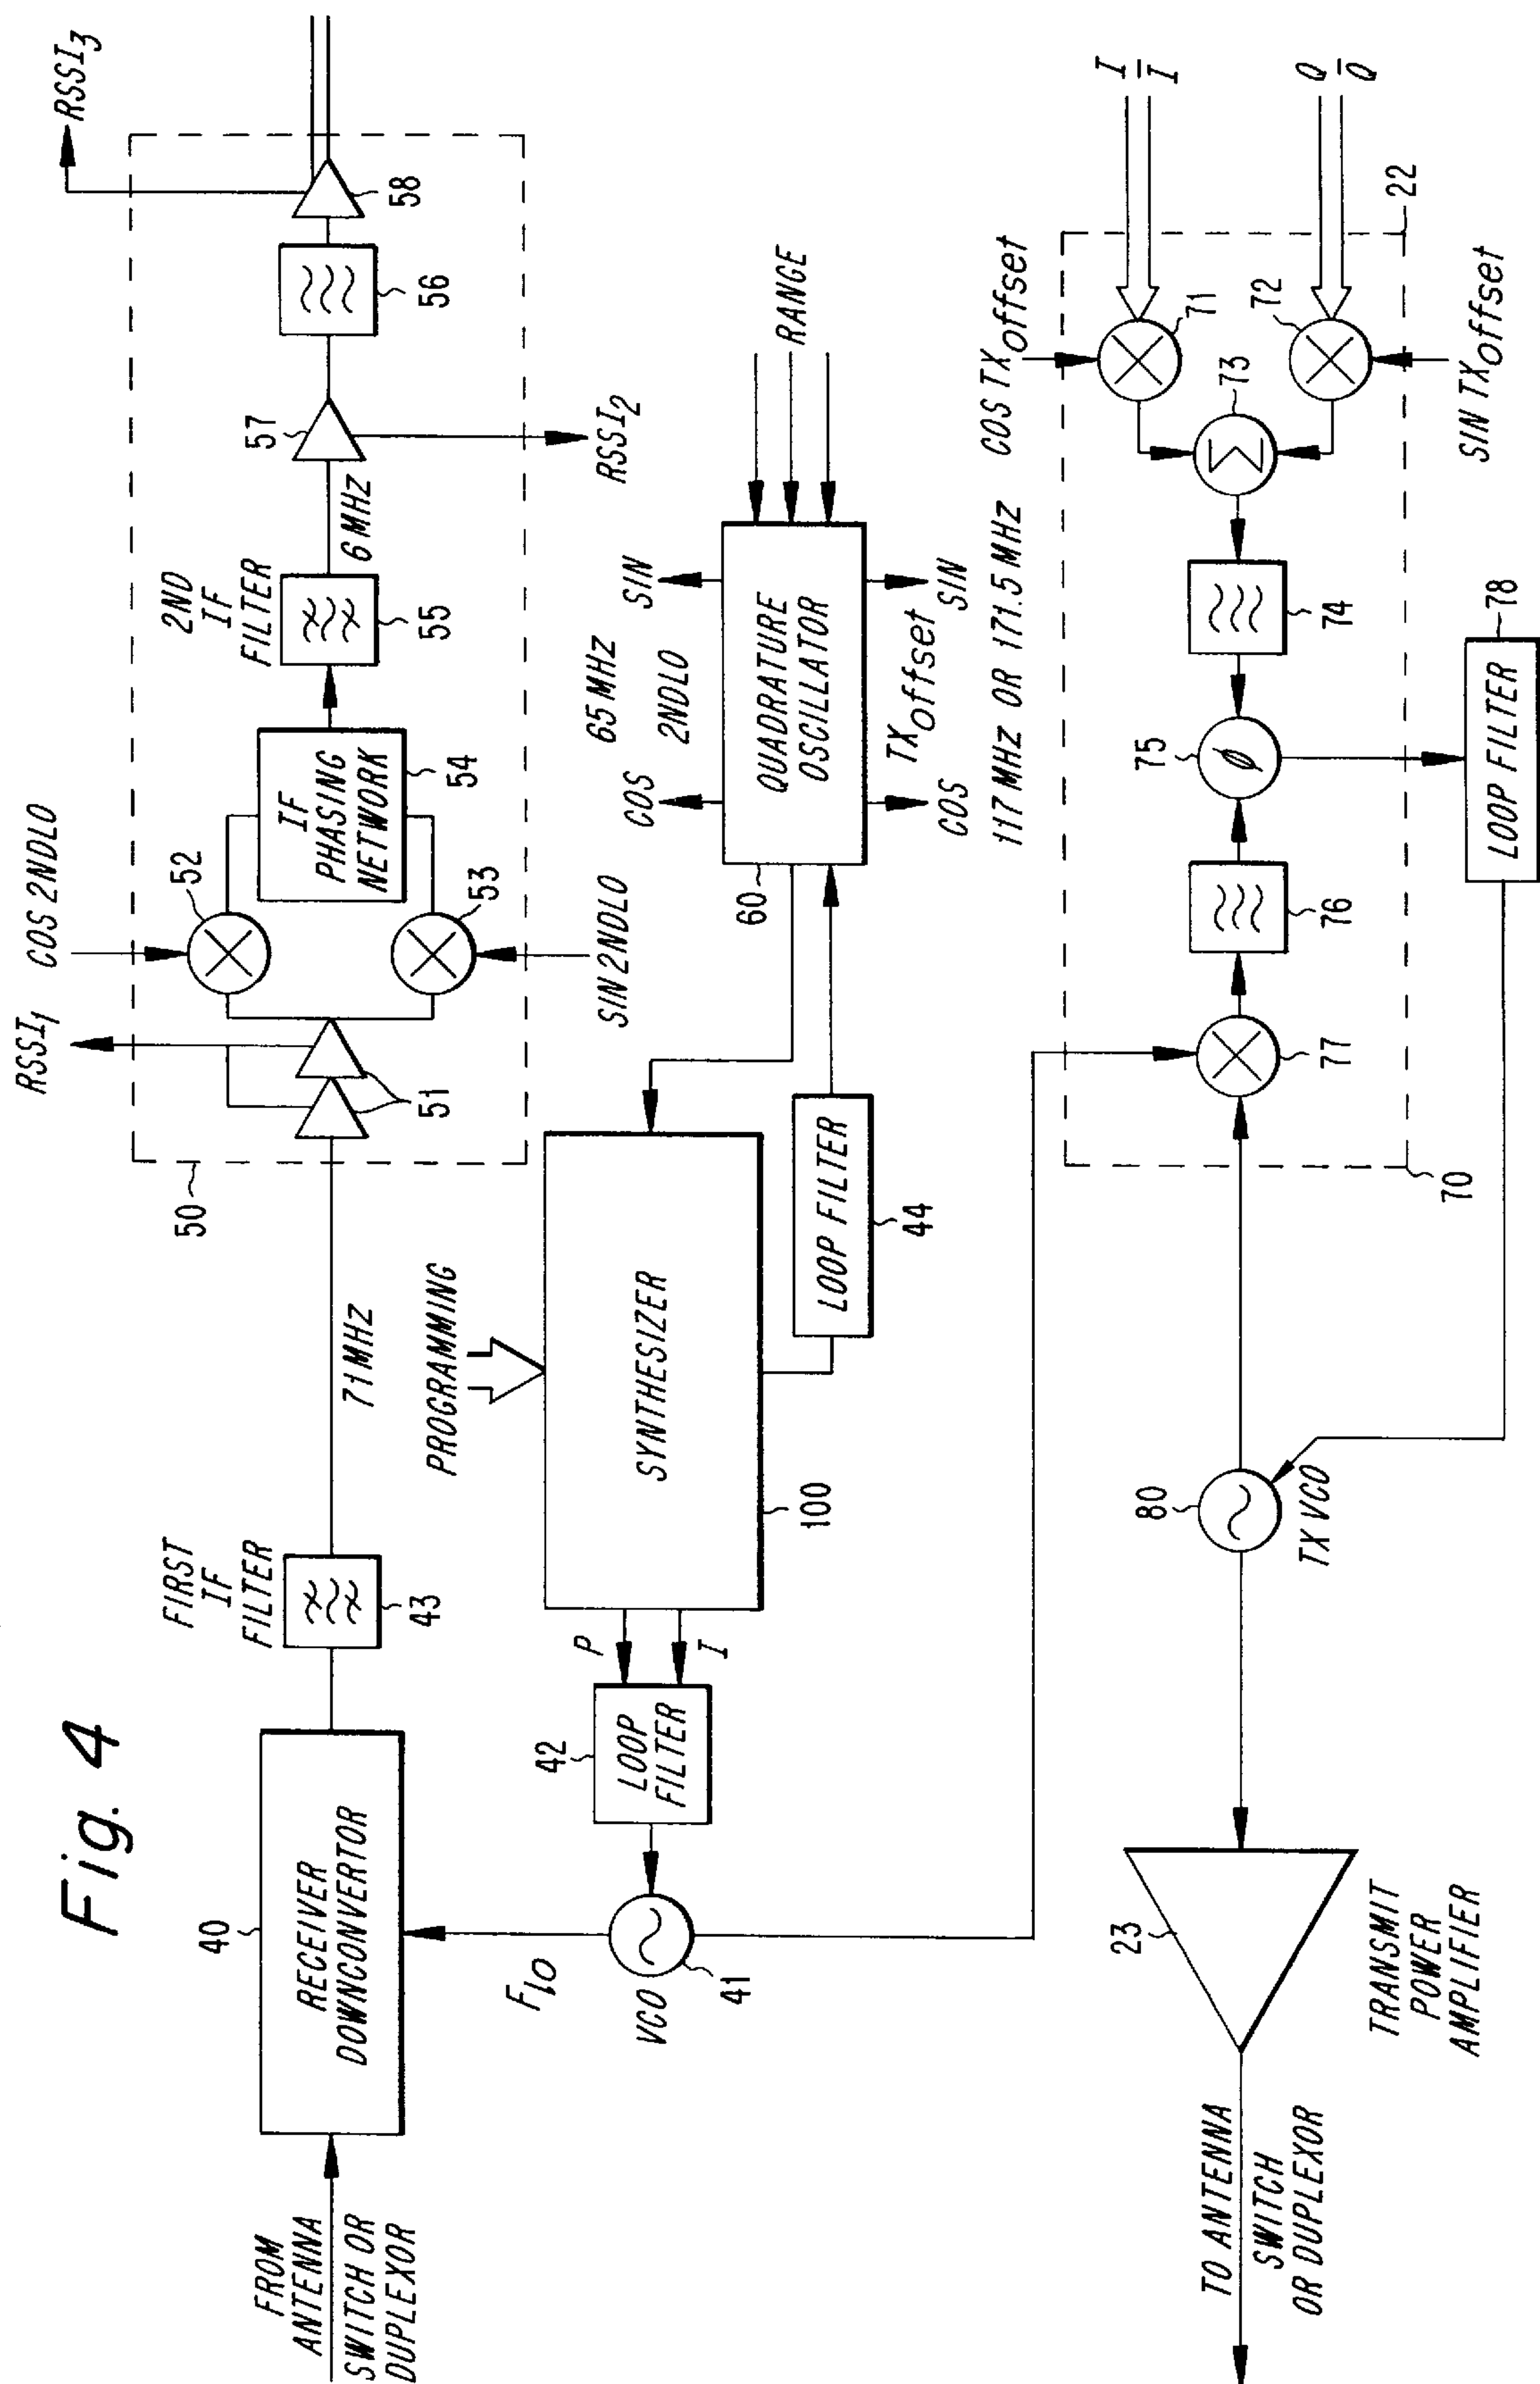 Fig. 4
FROM
ANTENNA
SWITCH OR
DUPLEXOR
40
RECEIVER
DOWNCONVERTOR
FIRST
IF
FILTER
43
71 MHZ
50
RSSI1
51
COS 2NDLO
52
53
SIN 2NDLO
IF
PHASING
NETWORK
54
2ND
IF
FILTER
55
6 MHZ
57
RSSI2
56
58
RSSI3
FLO
VCO
41
42
LOOP
FILTER
P
I
PROGRAMMING
SYNTHESIZER
100
LOOP FILTER
44
60
QUADRATURE
OSCILLATOR
COS
SIN
65 MHZ
2NDLO
RANGE
COS
SIN
TXoffset
117 MHZ OR 171.5 MHZ
TO ANTENNA
SWITCH
OR DUPLEXOR
23
TRANSMIT
POWER
AMPLIFIER
80
TX VCO
70
77
76
75
74
73
Σ
COS TXoffset
71
72
SIN TXoffset
22
I
I̅
Q
Q̅
LOOP FILTER
78